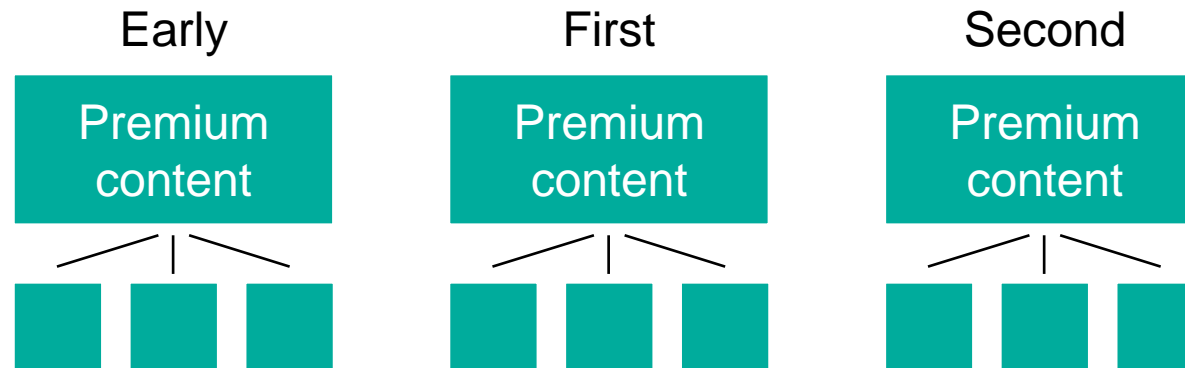 Early
First
Second
Premium
content
Premium
content
Premium
content